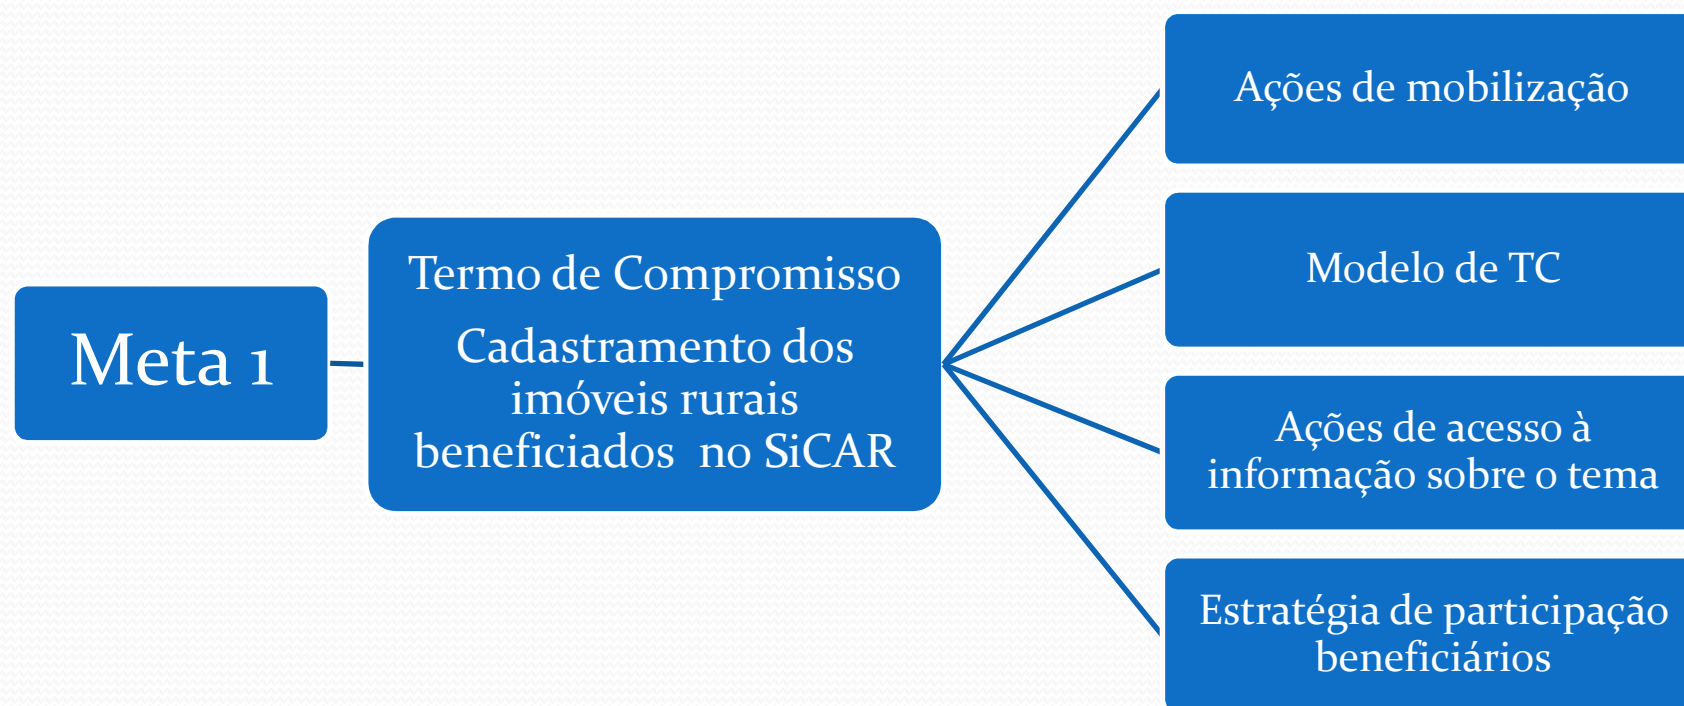 Meta 1
Termo de Compromisso
Cadastramento dos
imóveis rurais
beneficiados no SiCAR
Ações de mobilização
Modelo de TC
Ações de acesso à
informação sobre o tema
Estratégia de participação
beneficiários